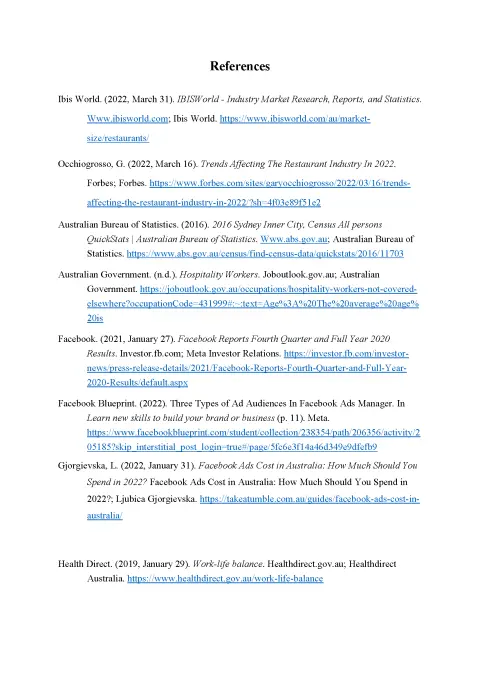 References
Ibis World. (2022, March 31). IBISWorld - Industry Market Research, Reports, and Statistics.
Www.ibisworld.com; Ibis World. https://www.ibisworld.com/au/market-
size/restaurants/
Occhiogrosso, G. (2022, March 16). Trends Affecting The Restaurant Industry In 2022.
Forbes; Forbes. https://www.forbes.com/sites/garyocchiogrosso/2022/03/16/trends-
affecting-the-restaurant-industry-in-2022/?sh=4f03e89f51e2
Australian Bureau of Statistics. (2016). 2016 Sydney Inner City, Census All persons
QuickStats | Australian Bureau of Statistics. Www.abs.gov.au; Australian Bureau of
Statistics. https://www.abs.gov.au/census/find-census-data/quickstats/2016/11703
Australian Government. (n.d.). Hospitality Workers. Joboutlook.gov.au; Australian
Government. https://joboutlook.gov.au/occupations/hospitality-workers-not-covered-
elsewhere?occupationCode=431999#:~:text=Age%3A%20The%20average%20age%
20is
Facebook. (2021, January 27). Facebook Reports Fourth Quarter and Full Year 2020
Results. Investor.fb.com; Meta Investor Relations. https://investor.fb.com/investor-
news/press-release-details/2021/Facebook-Reports-Fourth-Quarter-and-Full-Year-
2020-Results/default.aspx
Facebook Blueprint. (2022). Three Types of Ad Audiences In Facebook Ads Manager. In
Learn new skills to build your brand or business (p. 11). Meta.
https://www.facebookblueprint.com/student/collection/238354/path/206356/activity/2
05185?skip_interstitial_post_login=true#/page/5fc6e3f14a46d349e9dfefb9
Gjorgievska, L. (2022, January 31). Facebook Ads Cost in Australia: How Much Should You
Spend in 2022? Facebook Ads Cost in Australia: How Much Should You Spend in
2022?; Ljubica Gjorgievska. https://takeatumble.com.au/guides/facebook-ads-cost-in-
australia/
Health Direct. (2019, January 29). Work-life balance. Healthdirect.gov.au; Healthdirect
Australia. https://www.healthdirect.gov.au/work-life-balance